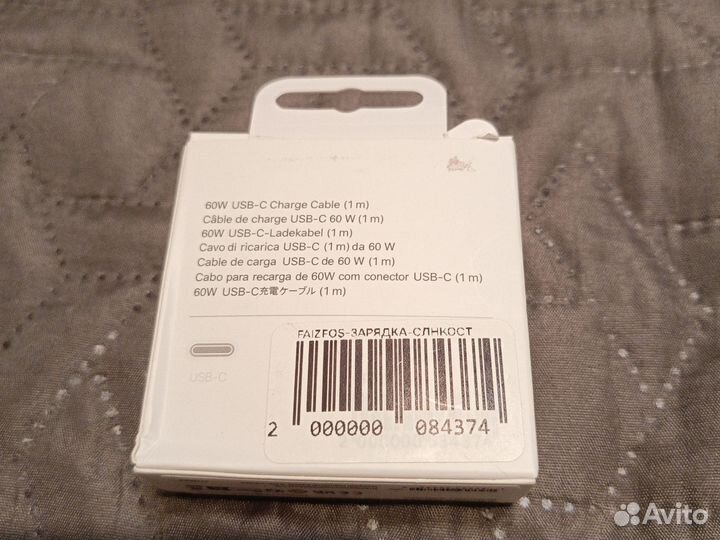 60W USB-C Charge Cable (1 m)
Câble de charge USB-C 60 W (1 m)
60W USB-C-Ladekabel (1 m)
Cavo di ricarica USB-C (1 m) da 60 W
Cable de carga USB-C de 60 W (1 m)
Cabo para recarga de 60W com conector USB-C (1 m)
60W USB-C充電ケーブル (1 m)
USB-C
FAIZFOS-ЗАРЯДКА-СЛНКОСТ
2 000000 084374
Avito